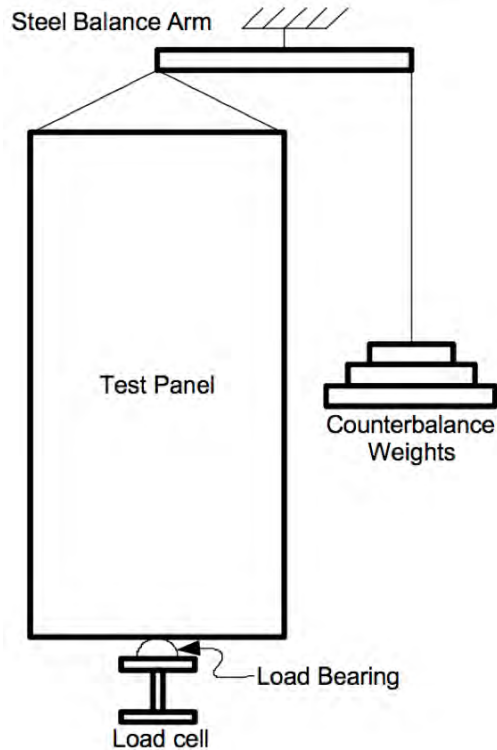 Steel Balance Arm
Test Panel
Counterbalance
Weights
Load Bearing
Load cell